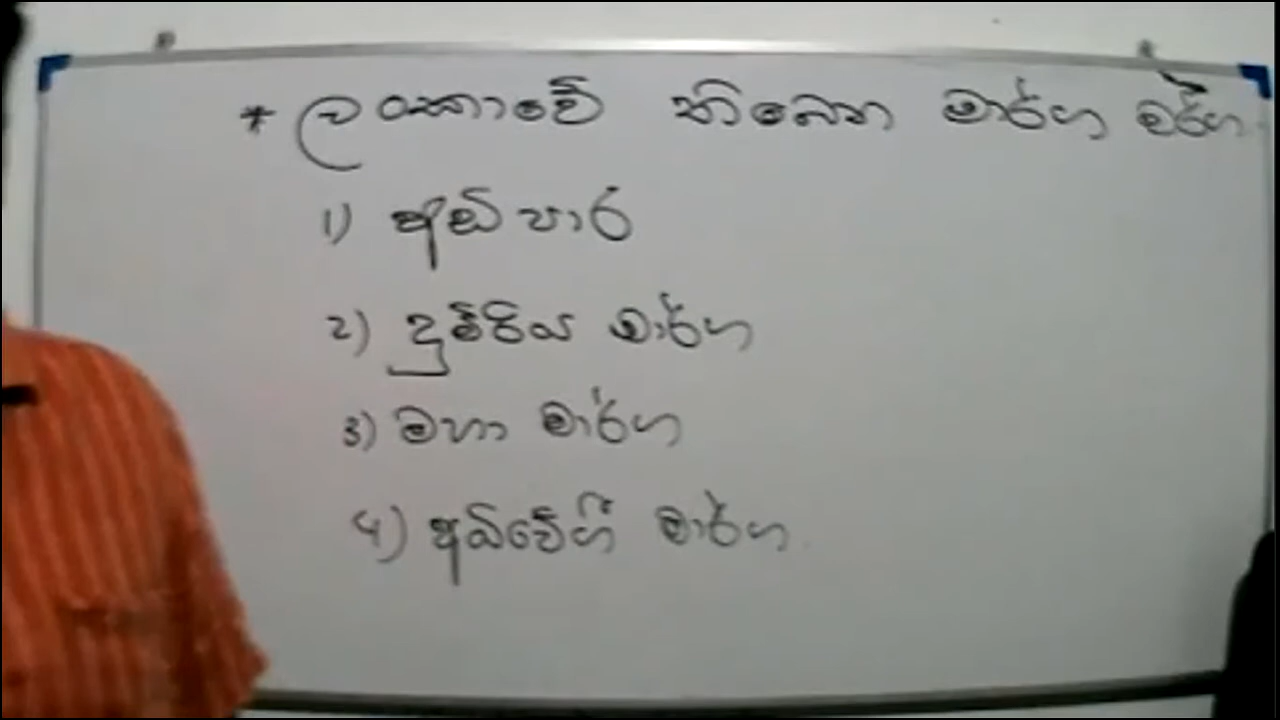 * ලංකාවේ තිබෙන මාර්ග වර්ග
1) අඩි පාර
2) දුම්රිය මාර්ග
3) මහා මාර්ග
4) අධිවේගී මාර්ග